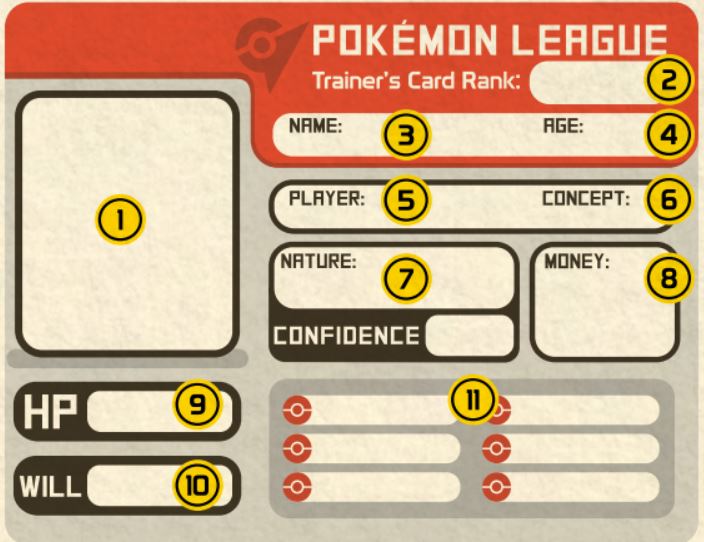 POKÉMON LEAGUE
Trainer's Card Rank: 2
NAME: 3 AGE: 4
PLAYER: 5 CONCEPT: 6
1
NATURE: 7 MONEY: 8
CONFIDENCE
HP 9
11
WILL 10